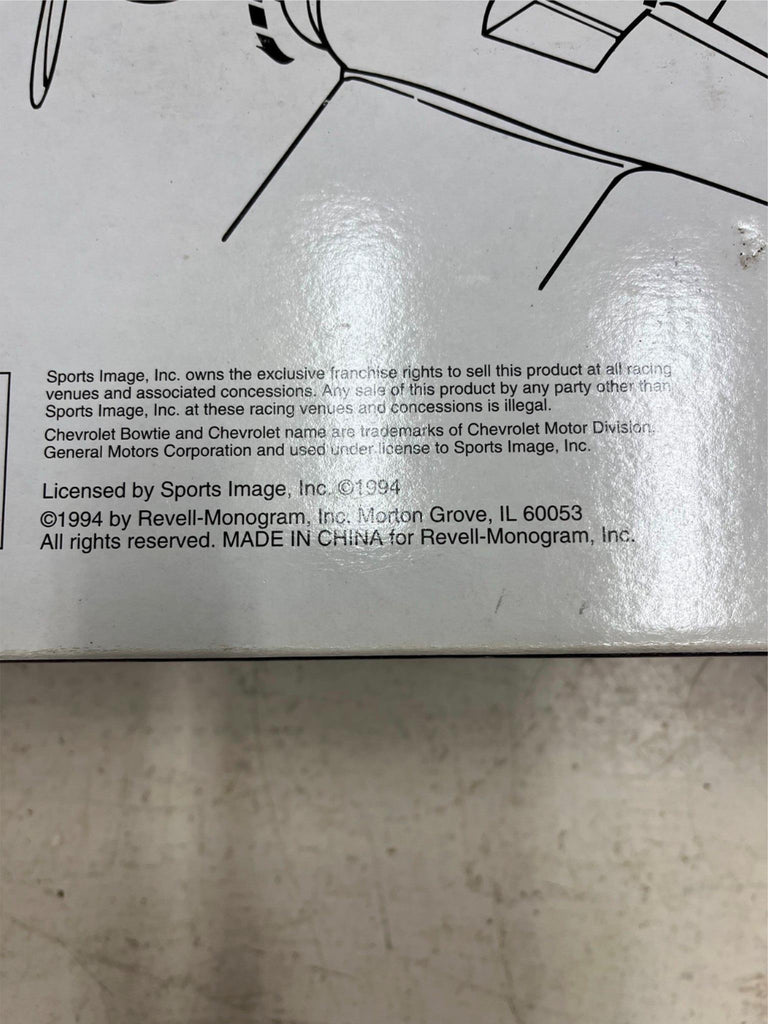 Sports Image, Inc. owns the exclusive franchise rights to sell this product at all racing
venues and associated concessions. Any sale of this product by any party other than
Sports Image, Inc. at these racing venues and concessions is illegal.
Chevrolet Bowtie and Chevrolet name are trademarks of Chevrolet Motor Division,
General Motors Corporation and used under license to Sports Image, Inc.
Licensed by Sports Image, Inc. ©1994
©1994 by Revell-Monogram, Inc. Morton Grove, IL 60053
All rights reserved. MADE IN CHINA for Revell-Monogram, Inc.